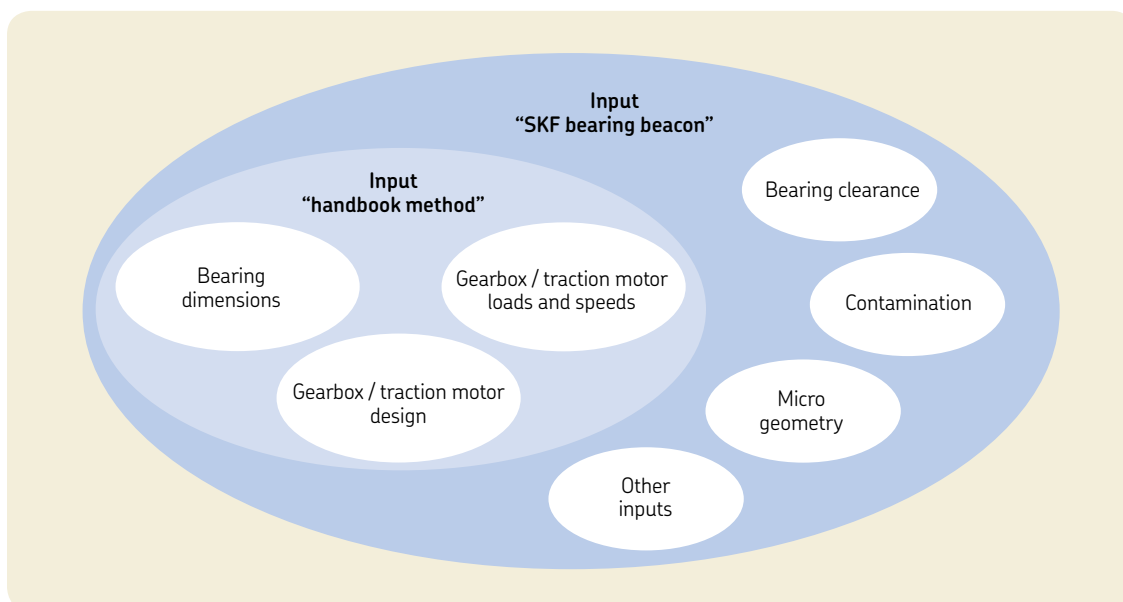 Input
“SKF bearing beacon”
Input
“handbook method”
Bearing
dimensions
Gearbox / traction motor
loads and speeds
Gearbox / traction motor
design
Bearing clearance
Contamination
Micro
geometry
Other
inputs